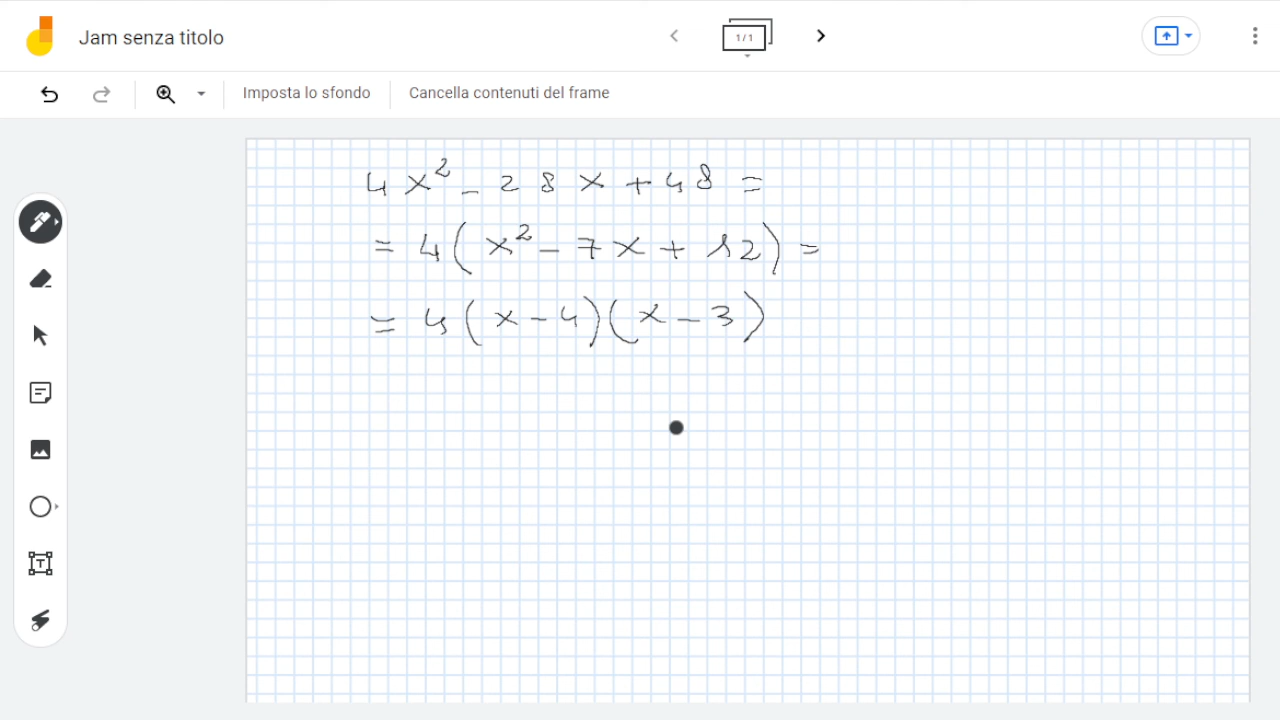 Jam senza titolo
1/1
Imposta lo sfondo
Cancella contenuti del frame
4x² - 28x + 48 =
= 4(x² - 7x + 12) =
= 4(x - 4)(x - 3)